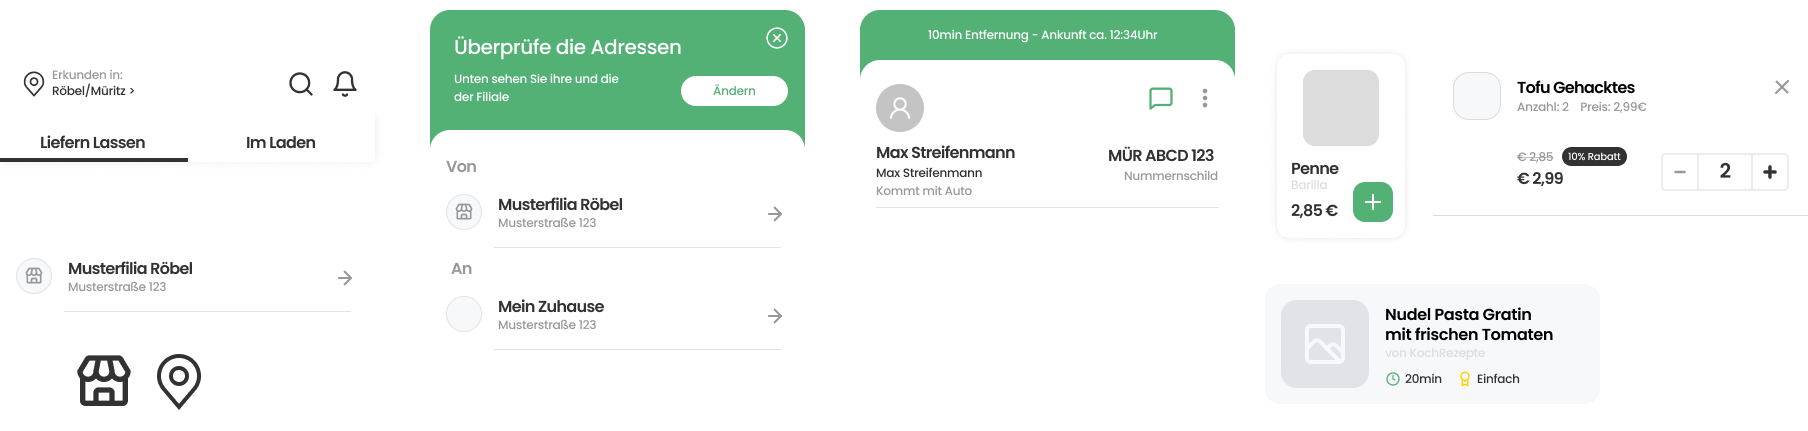 Erkunden in:
Röbel/Müritz >
Liefern Lassen
Im Laden
Musterfilia Röbel
Musterstraße 123
Überprüfe die Adressen
Unten sehen Sie ihre und die
der Filiale
Ändern
Von
Musterfilia Röbel
Musterstraße 123
An
Mein Zuhause
Musterstraße 123
10min Entfernung - Ankunft ca. 12:34Uhr
Max Streifenmann
Max Streifenmann
Kommt mit Auto
MÜR ABCD 123
Nummernschild
Penne
Barilla
2,85 €
Tofu Gehacktes
Anzahl: 2 Preis: 2,99€
€ 2,85 10% Rabatt
€ 2,99
2
Nudel Pasta Gratin
mit frischen Tomaten
von KochRezepte
20min Einfach